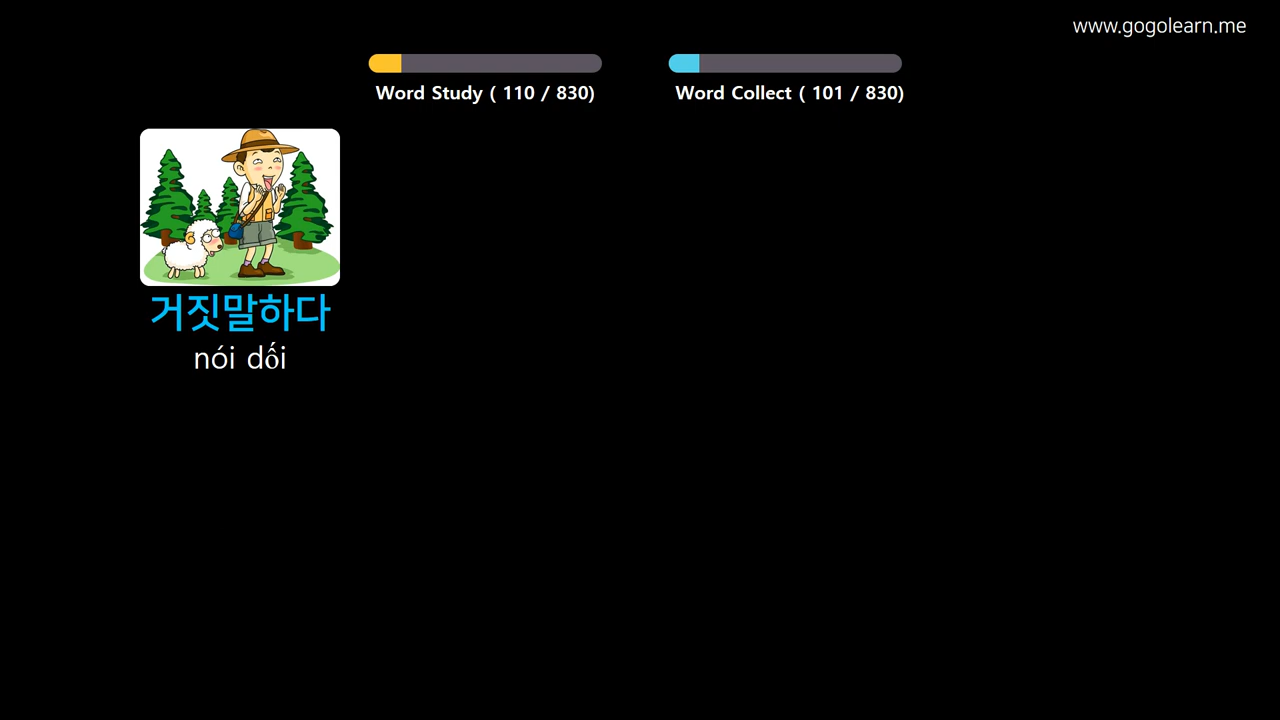 www.gogolearn.me
Word Study ( 110 / 830)
Word Collect ( 101 / 830)
거짓말하다
nói dối